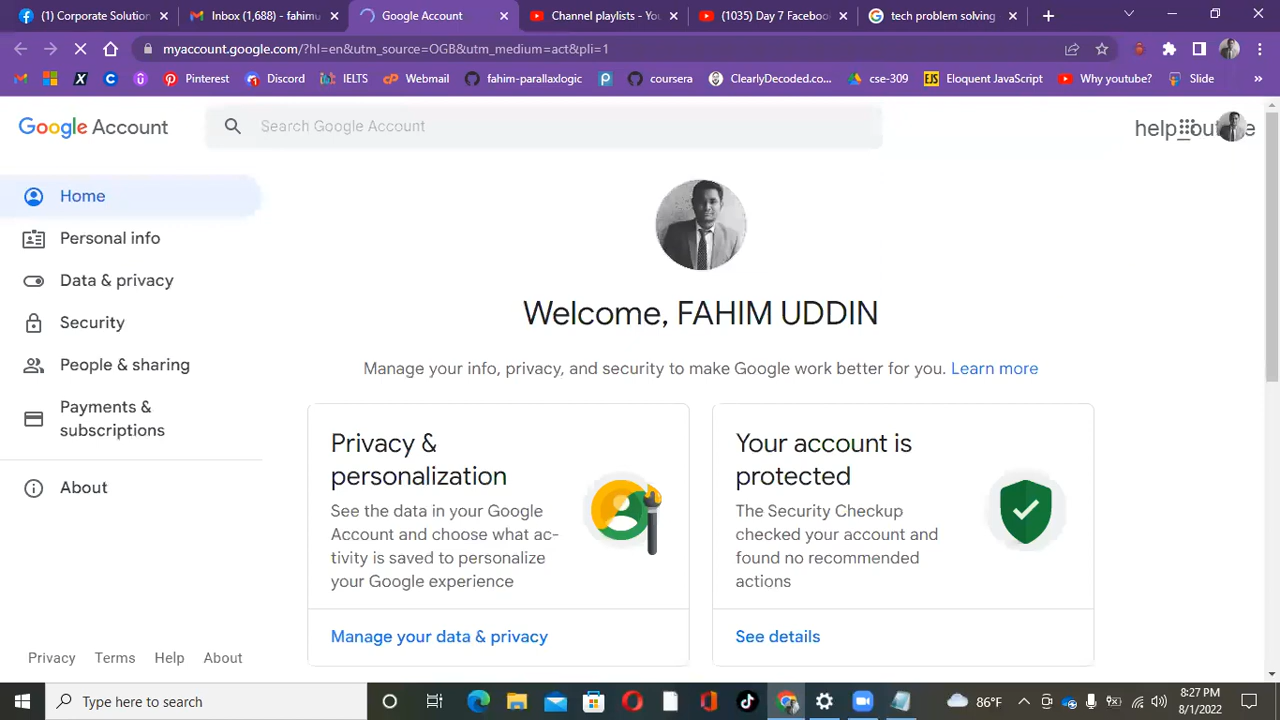 (1) Corporate Solution
Inbox (1,688) - fahimu
Google Account
Channel playlists - You
(1035) Day 7 Facebook
tech problem solving
myaccount.google.com/?hl=en&utm_source=OGB&utm_medium=act&pli=1
Pinterest
Discord
IELTS
Webmail
fahim-parallaxlogic
coursera
ClearlyDecoded.co...
cse-309
EJS
Eloquent JavaScript
Why youtube?
Slide
Google Account
Search Google Account
help_outline
Home
Personal info
Data & privacy
Security
People & sharing
Payments &
subscriptions
About
Privacy
Terms
Help
About
Welcome, FAHIM UDDIN
Manage your info, privacy, and security to make Google work better for you. Learn more
Privacy &
personalization
See the data in your Google
Account and choose what ac-
tivity is saved to personalize
your Google experience
Manage your data & privacy
Your account is
protected
The Security Checkup
checked your account and
found no recommended
actions
See details
Type here to search
86°F
8:27 PM
8/1/2022